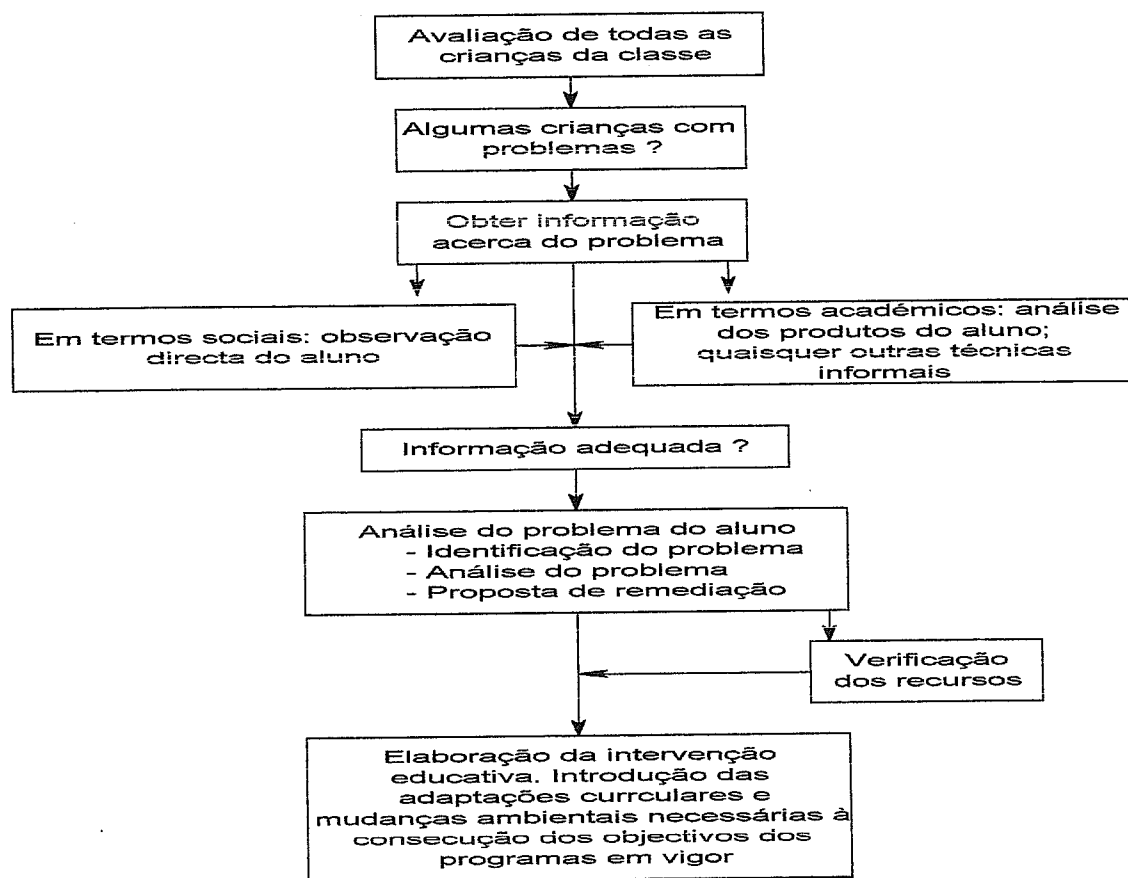 Avaliação de todas as
crianças da classe
Algumas crianças com
problemas ?
Obter informação
acerca do problema
Em termos sociais: observação
directa do aluno
Em termos académicos: análise
dos produtos do aluno;
quaisquer outras técnicas
informais
Informação adequada ?
Análise do problema do aluno
- Identificação do problema
- Análise do problema
- Proposta de remediação
Verificação
dos recursos
Elaboração da intervenção
educativa. Introdução das
adaptações currculares e
mudanças ambientais necessárias à
consecução dos objectivos dos
programas em vigor